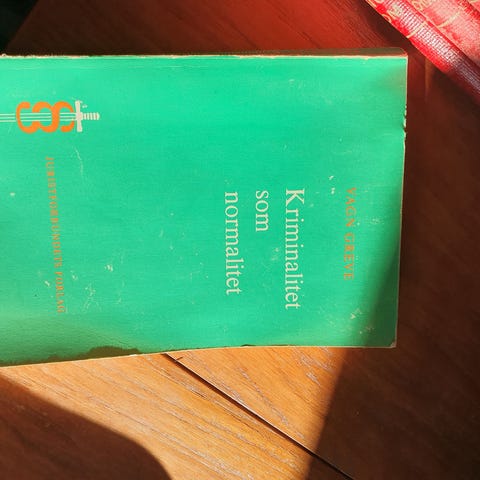 VAGN GREVE
Kriminalitet
som
normalitet
JURISTFORBUNDETS FORLAG